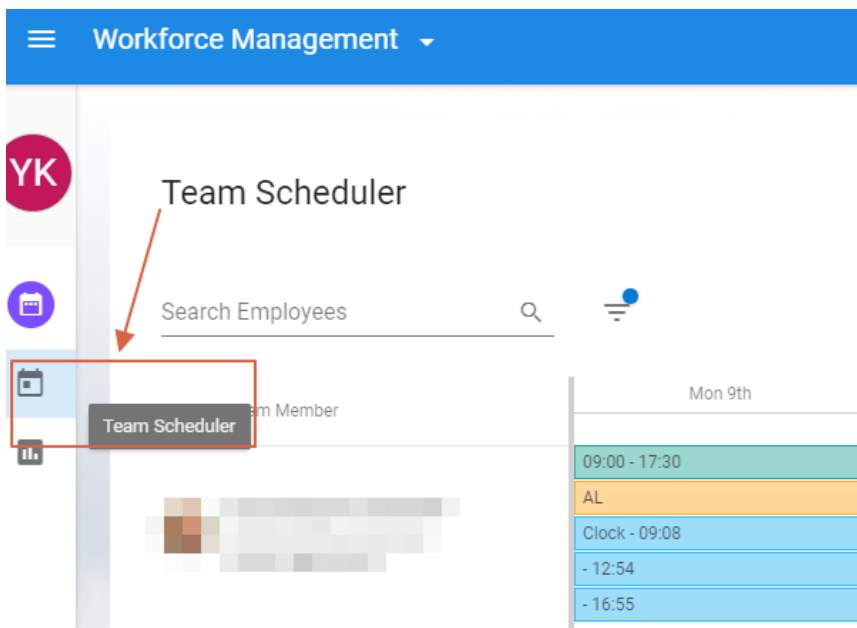 Workforce Management
YK
Team Scheduler
Search Employees
Mon 9th
am Member
Team Scheduler
09:00 - 17:30
AL
Clock - 09:08
- 12:54
- 16:55